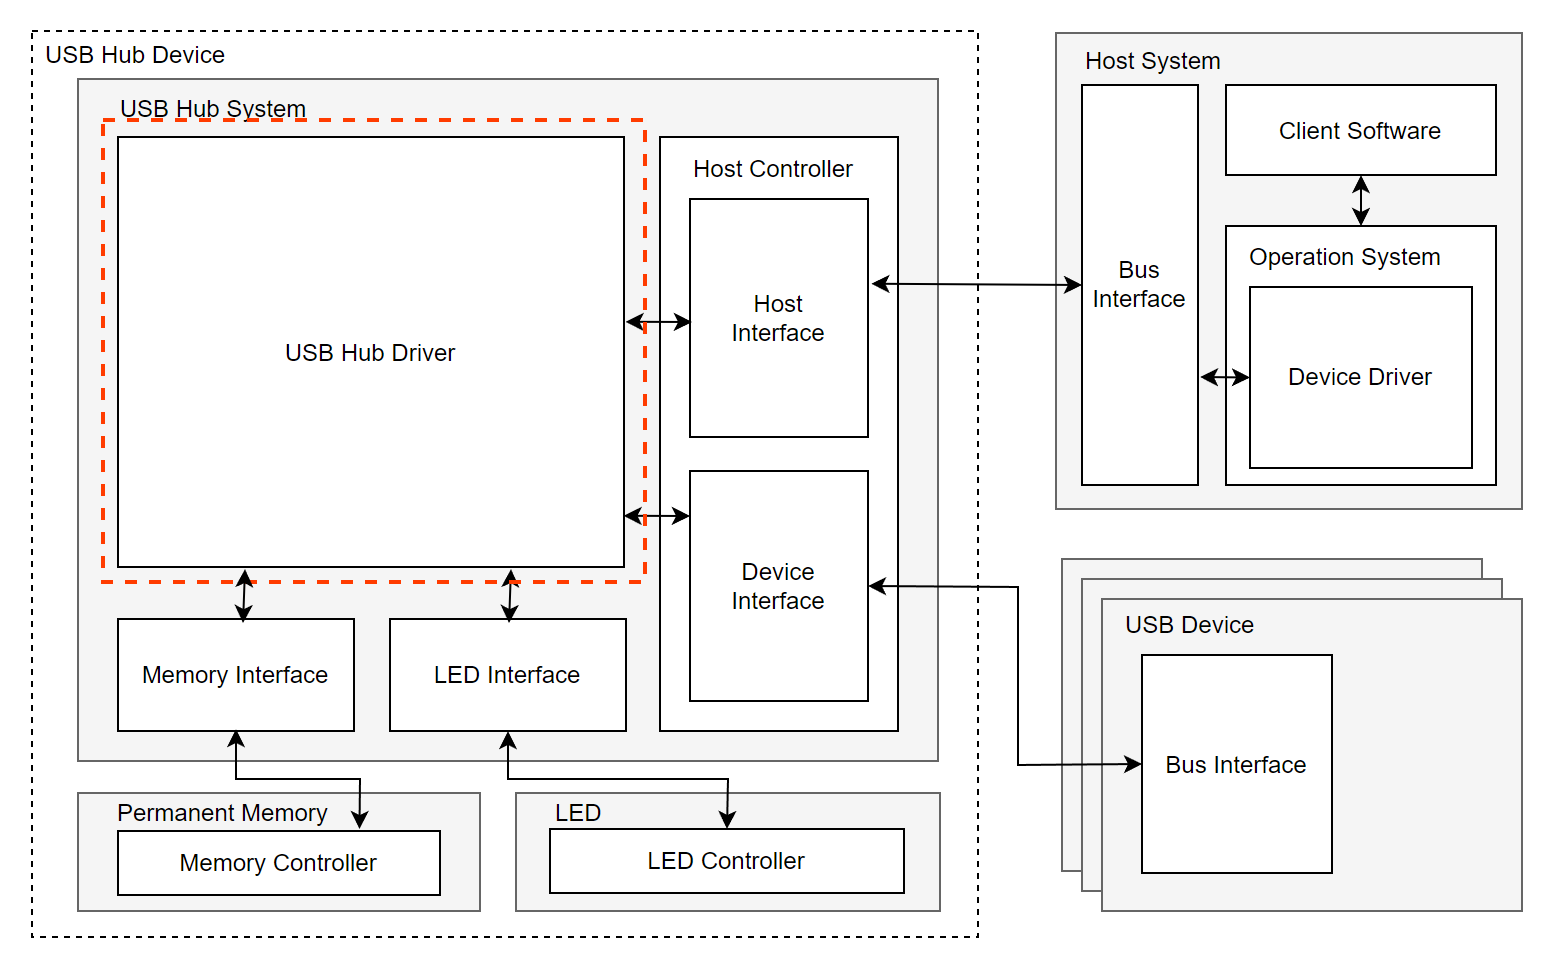 USB Hub Device
USB Hub System
USB Hub Driver
Host Controller
Host
Interface
Device
Interface
Memory Interface
LED Interface
Permanent Memory
Memory Controller
LED
LED Controller
Host System
Bus
Interface
Client Software
Operation System
Device Driver
USB Device
Bus Interface